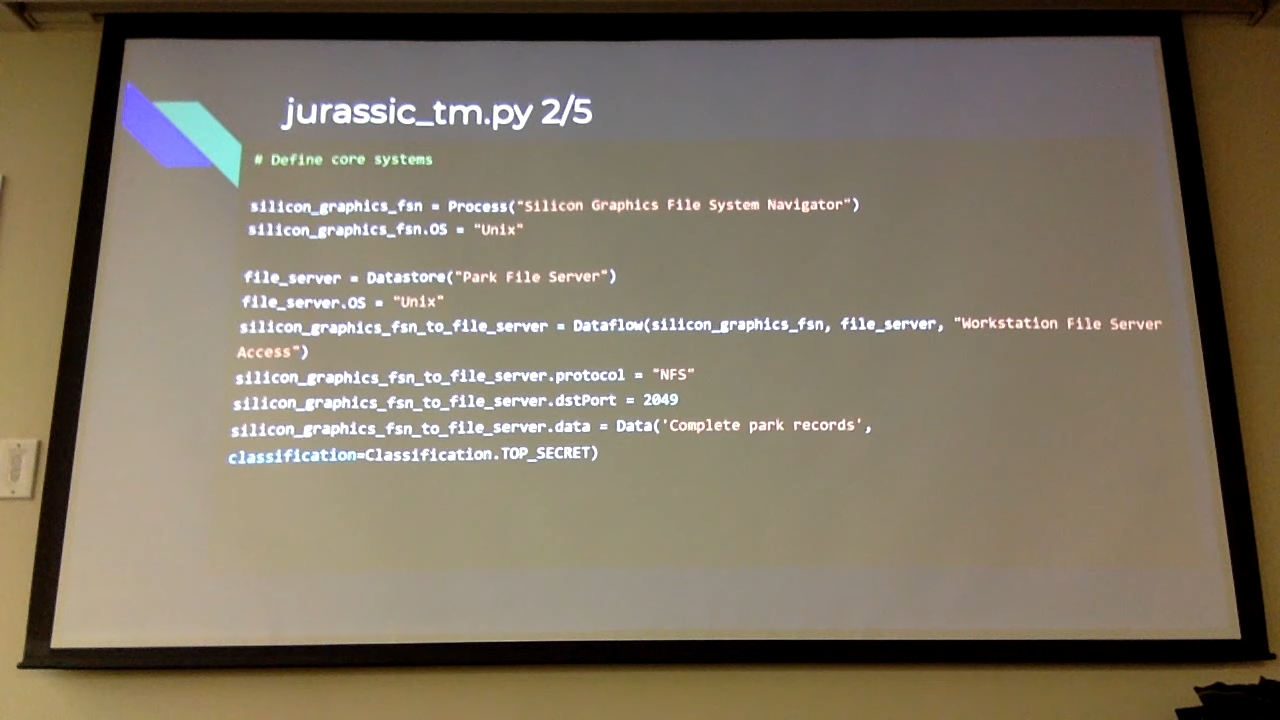 jurassic_tm.py 2/5
# Define core systems
silicon_graphics_fsn = Process("Silicon Graphics File System Navigator")
silicon_graphics_fsn.OS = "Unix"
file_server = Datastore("Park File Server")
file_server.OS = "Unix"
silicon_graphics_fsn_to_file_server = Dataflow(silicon_graphics_fsn, file_server, "Workstation File Server
Access")
silicon_graphics_fsn_to_file_server.protocol = "NFS"
silicon_graphics_fsn_to_file_server.dstPort = 2049
silicon_graphics_fsn_to_file_server.data = Data('Complete park records',
classification=Classification.TOP_SECRET)